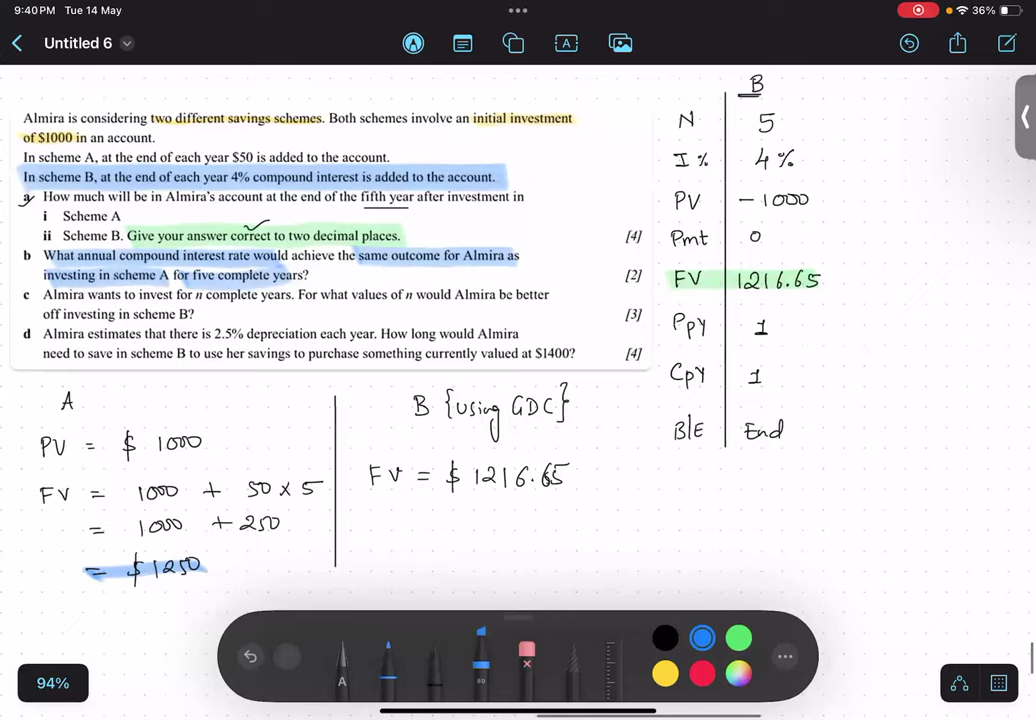 9:40 PM Tue 14 May
36%
Untitled 6
Almira is considering two different savings schemes. Both schemes involve an initial investment
of $1000 in an account.
In scheme A, at the end of each year $50 is added to the account.
In scheme B, at the end of each year 4% compound interest is added to the account.
a How much will be in Almira's account at the end of the fifth year after investment in
i Scheme A
ii Scheme B. Give your answer correct to two decimal places. [4]
b What annual compound interest rate would achieve the same outcome for Almira as
investing in scheme A for five complete years? [2]
c Almira wants to invest for n complete years. For what values of n would Almira be better
off investing in scheme B? [3]
d Almira estimates that there is 2.5% depreciation each year. How long would Almira
need to save in scheme B to use her savings to purchase something currently valued at $1400? [4]
B
N 5
I% 4%
PV -1000
Pmt 0
FV 1216.65
PpY 1
CpY 1
B/E End
A
PV = $ 1000
FV = 1000 + 50 × 5
= 1000 + 250
= $1250
B {using GDC}
FV = $ 1216.65
A
80
94%